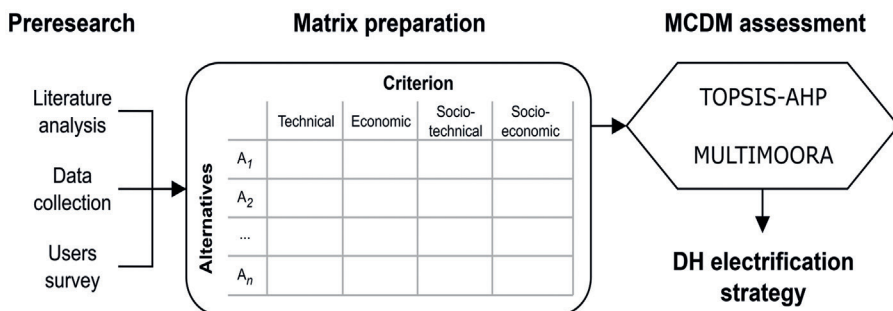 Preresearch
Matrix preparation
MCDM assessment
Literature
analysis
Data
collection
Users
survey
Criterion
Technical
Economic
Socio-
technical
Socio-
economic
Alternatives
A1
A2
...
An
TOPSIS-AHP
MULTIMOORA
DH electrification
strategy